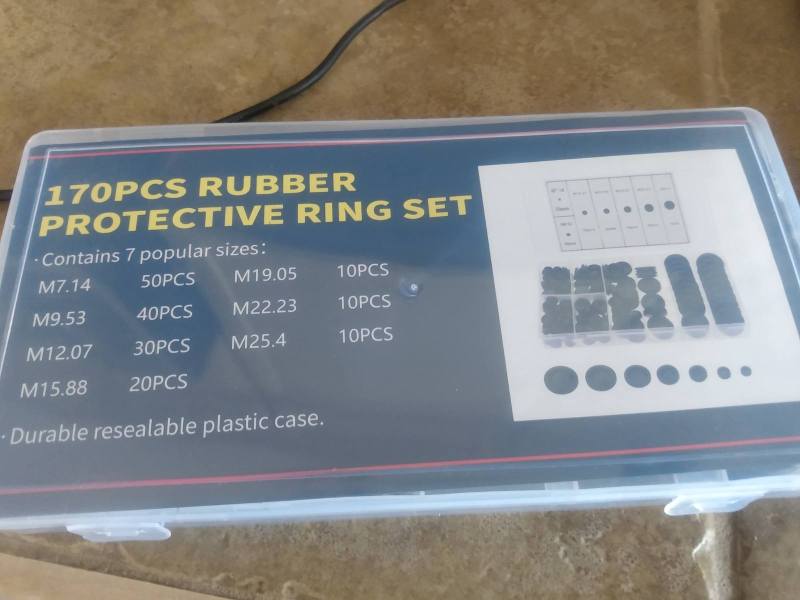 170PCS RUBBER
PROTECTIVE RING SET
·Contains 7 popular sizes:
M7.14 50PCS M19.05 10PCS
M9.53 40PCS M22.23 10PCS
M12.07 30PCS M25.4 10PCS
M15.88 20PCS
·Durable resealable plastic case.